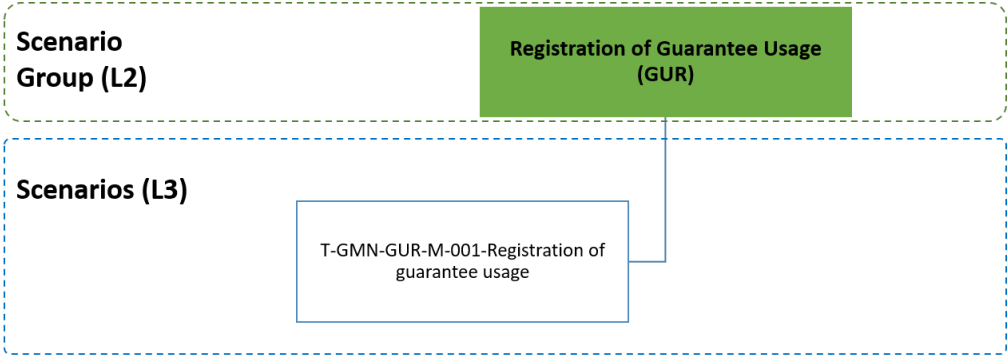 Scenario
Group (L2)
Registration of Guarantee Usage
(GUR)
Scenarios (L3)
T-GMN-GUR-M-001-Registration of
guarantee usage